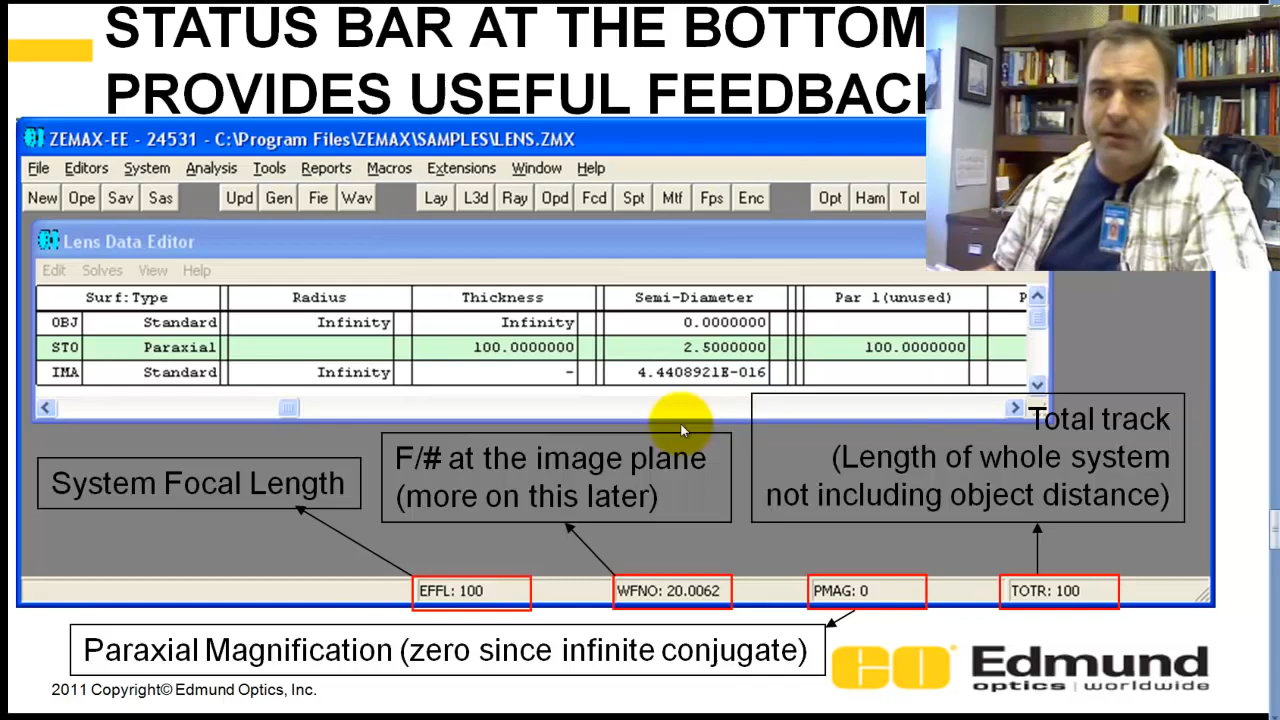 STATUS BAR AT THE BOTTOM
PROVIDES USEFUL FEEDBACK
ZEMAX-EE - 24531 - C:\Program Files\ZEMAX\SAMPLES\LENS.ZMX
File Editors System Analysis Tools Reports Macros Extensions Window Help
New Ope Sav Sas Upd Gen Fie Wav Lay L3d Ray Opd Fcd Spt Mtf Fps Enc Opt Ham Tol
Lens Data Editor
Edit Solves View Help
Surf:Type Radius Thickness Semi-Diameter Par 1(unused) P
OBJ Standard Infinity Infinity 0.0000000
STO Paraxial 100.0000000 2.5000000 100.0000000
IMA Standard Infinity - 4.4408921E-016
System Focal Length
F/# at the image plane
(more on this later)
Total track
(Length of whole system
not including object distance)
EFFL: 100 WFNO: 20.0062 PMAG: 0 TOTR: 100
Paraxial Magnification (zero since infinite conjugate)
2011 Copyright© Edmund Optics, Inc.
EO Edmund
optics | worldwide